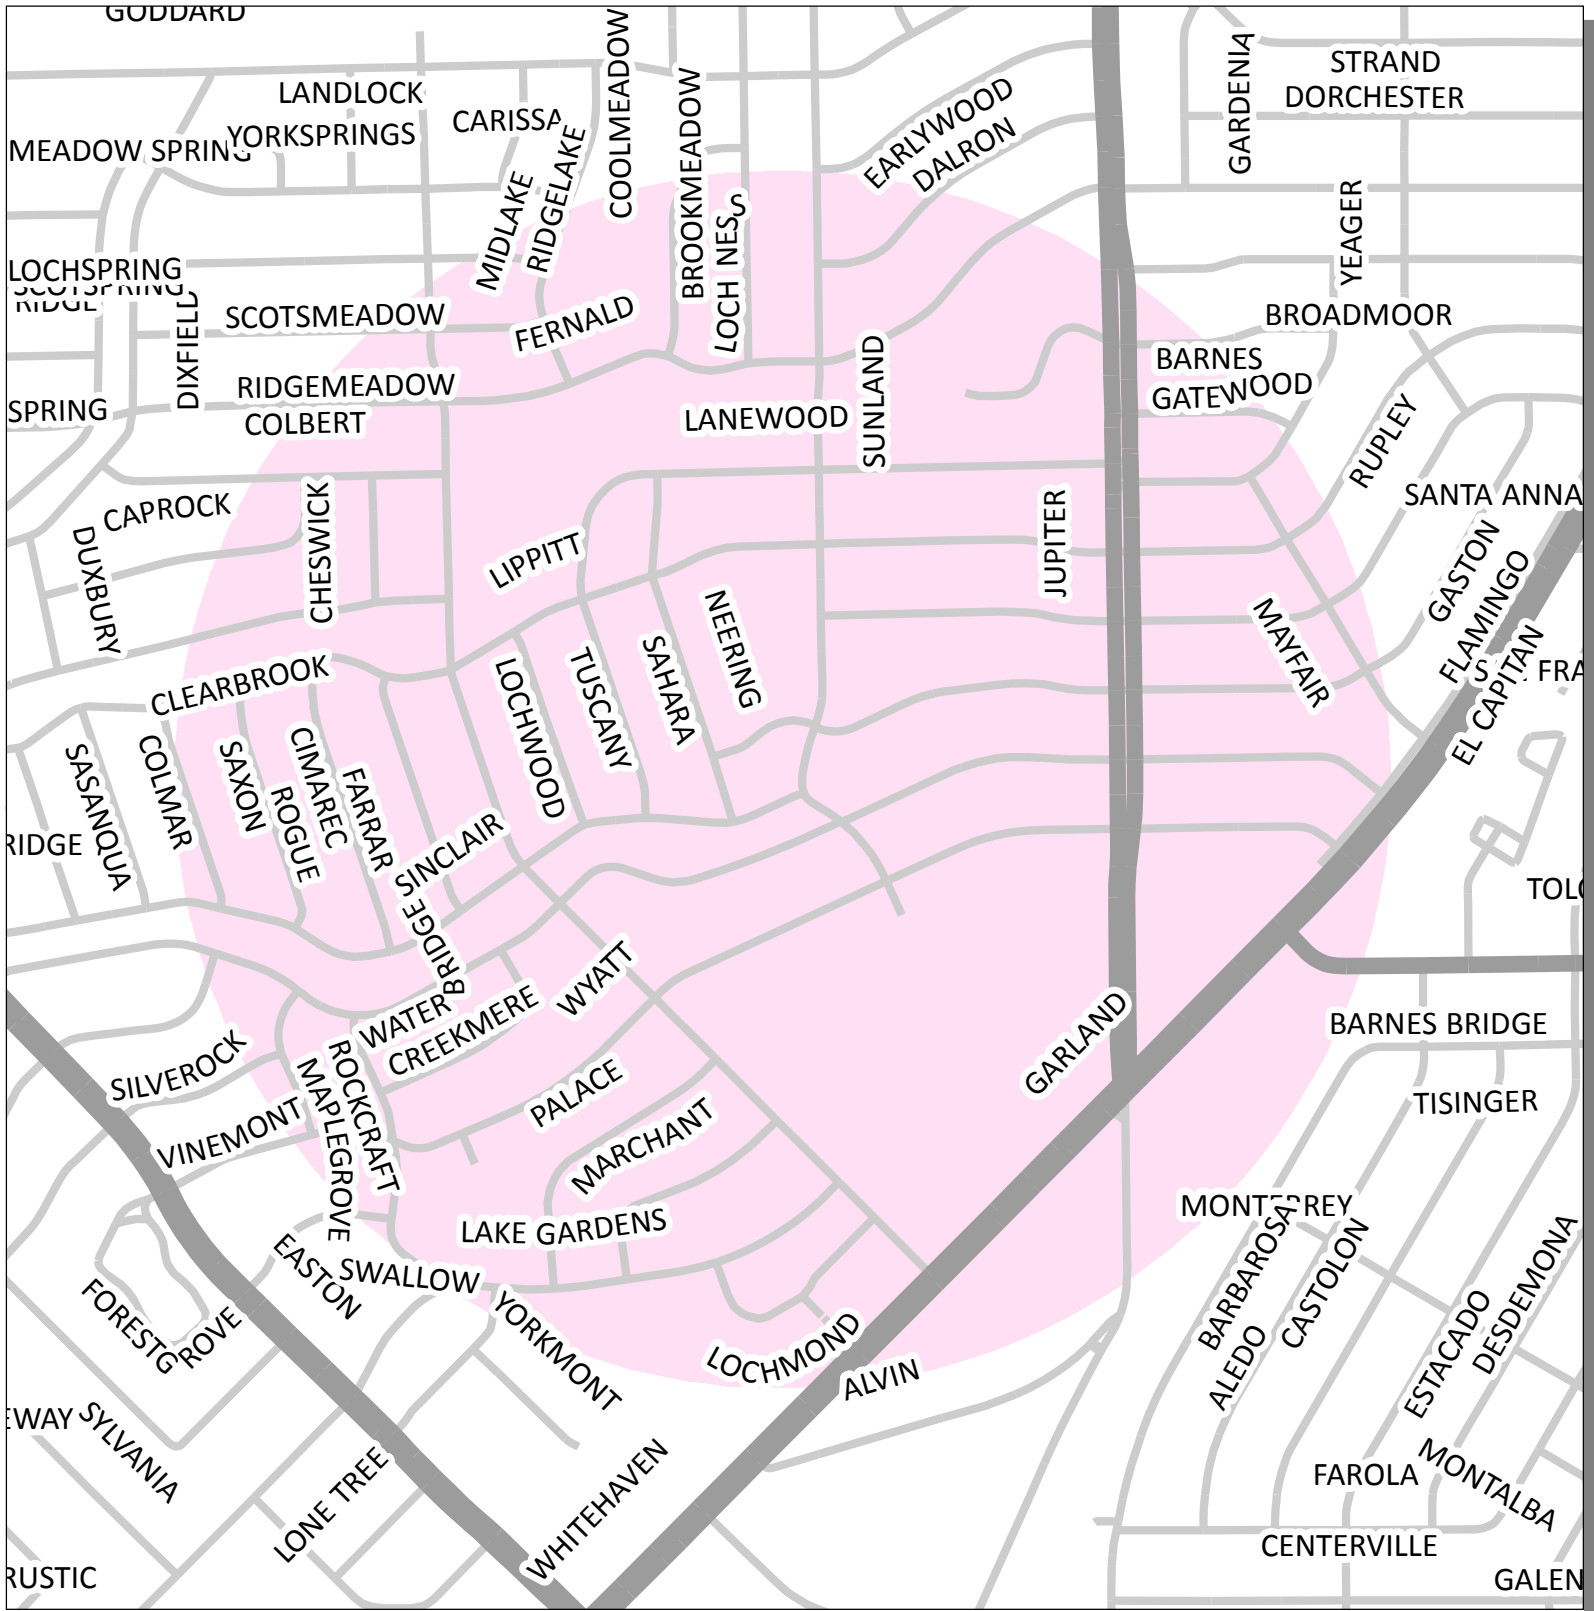 GODDARD
LANDLOCK
YORKSPRINGS
MEADOW SPRING
CARISSA
COOLMEADOW
BROOKMEADOW
RIDGELAKE
MIDLAKE
LOCH NESS
EARLYWOOD
DALRON
GARDENIA
STRAND
DORCHESTER
YEAGER
BROADMOOR
LOCHSPRING
SCOTSPRING
RIDGE
DIXFIELD
SCOTSMEADOW
FERNALD
RIDGEMEADOW
COLBERT
SPRING
LANEWOOD
SUNLAND
BARNES
GATEWOOD
RUPLEY
SANTA ANNA
CAPROCK
CHESWICK
DUXBURY
LIPPITT
JUPITER
GASTON
FLAMINGO
EL CAPITAN
MAYFAIR
NEERING
SAHARA
TUSCANY
LOCHWOOD
CLEARBROOK
SASANQUA
COLMAR
SAXON
ROGUE
CIMAREC
FARRAR
SINCLAIR
RIDGE
BRIDGES
WATER
CREEKMERE
WYATT
SILVEROCK
VINEMONT
MAPLEGROVE
ROCKCRAFT
PALACE
MARCHANT
GARLAND
BARNES BRIDGE
TISINGER
LAKE GARDENS
SWALLOW
EASTON
FORESTGROVE
YORKMONT
LOCHMOND
ALVIN
MONTERREY
BARBAROSA
CASTOLON
ALEDO
ESTACADO
DESDEMONA
SYLVANIA
LONE TREE
WHITEHAVEN
FAROLA
MONTALBA
CENTERVILLE
GALEN
RUSTIC